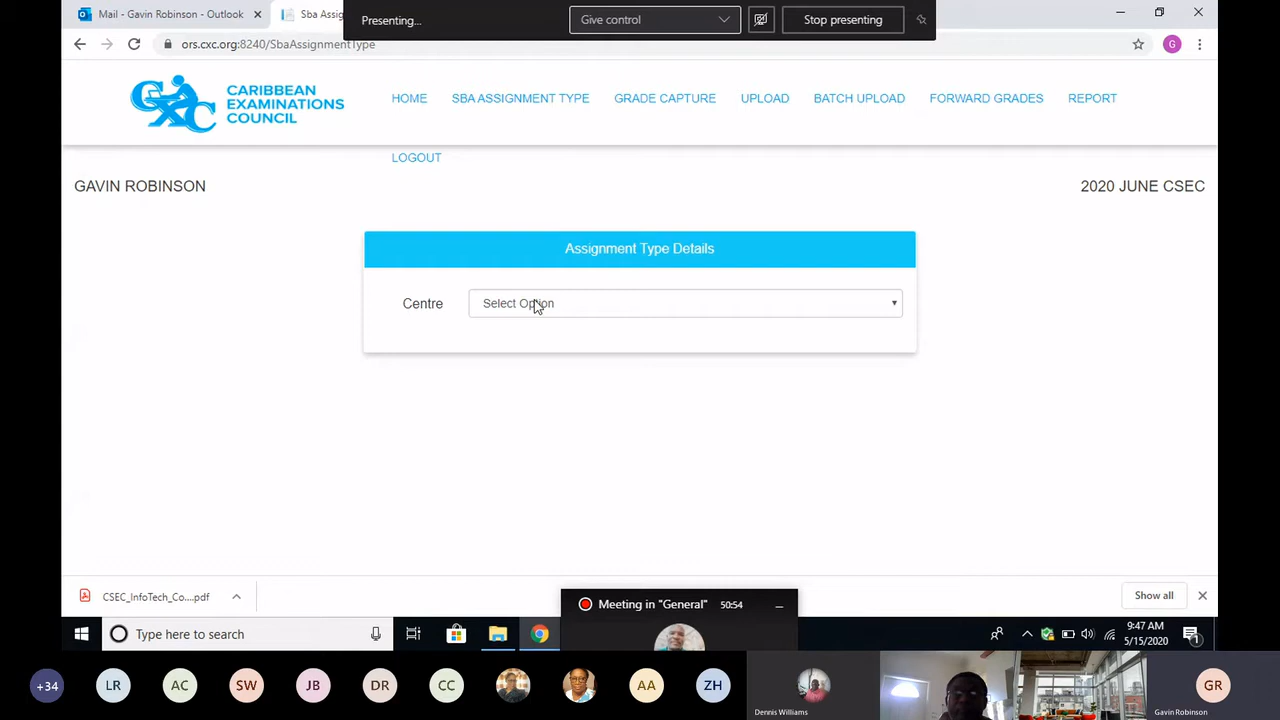 Mail - Gavin Robinson - Outlook
Sba Assig
Presenting...
Give control
Stop presenting
ors.cxc.org:8240/SbaAssignmentType
G
CXC
CARIBBEAN
EXAMINATIONS
COUNCIL
HOME
SBA ASSIGNMENT TYPE
GRADE CAPTURE
UPLOAD
BATCH UPLOAD
FORWARD GRADES
REPORT
LOGOUT
GAVIN ROBINSON
2020 JUNE CSEC
Assignment Type Details
Centre
Select Option
CSEC_InfoTech_Co....pdf
Show all
Meeting in "General"
50:54
Type here to search
9:47 AM
5/15/2020
1
+34
LR
AC
SW
JB
DR
CC
AA
ZH
GR
Dennis Williams
Gavin Robinson